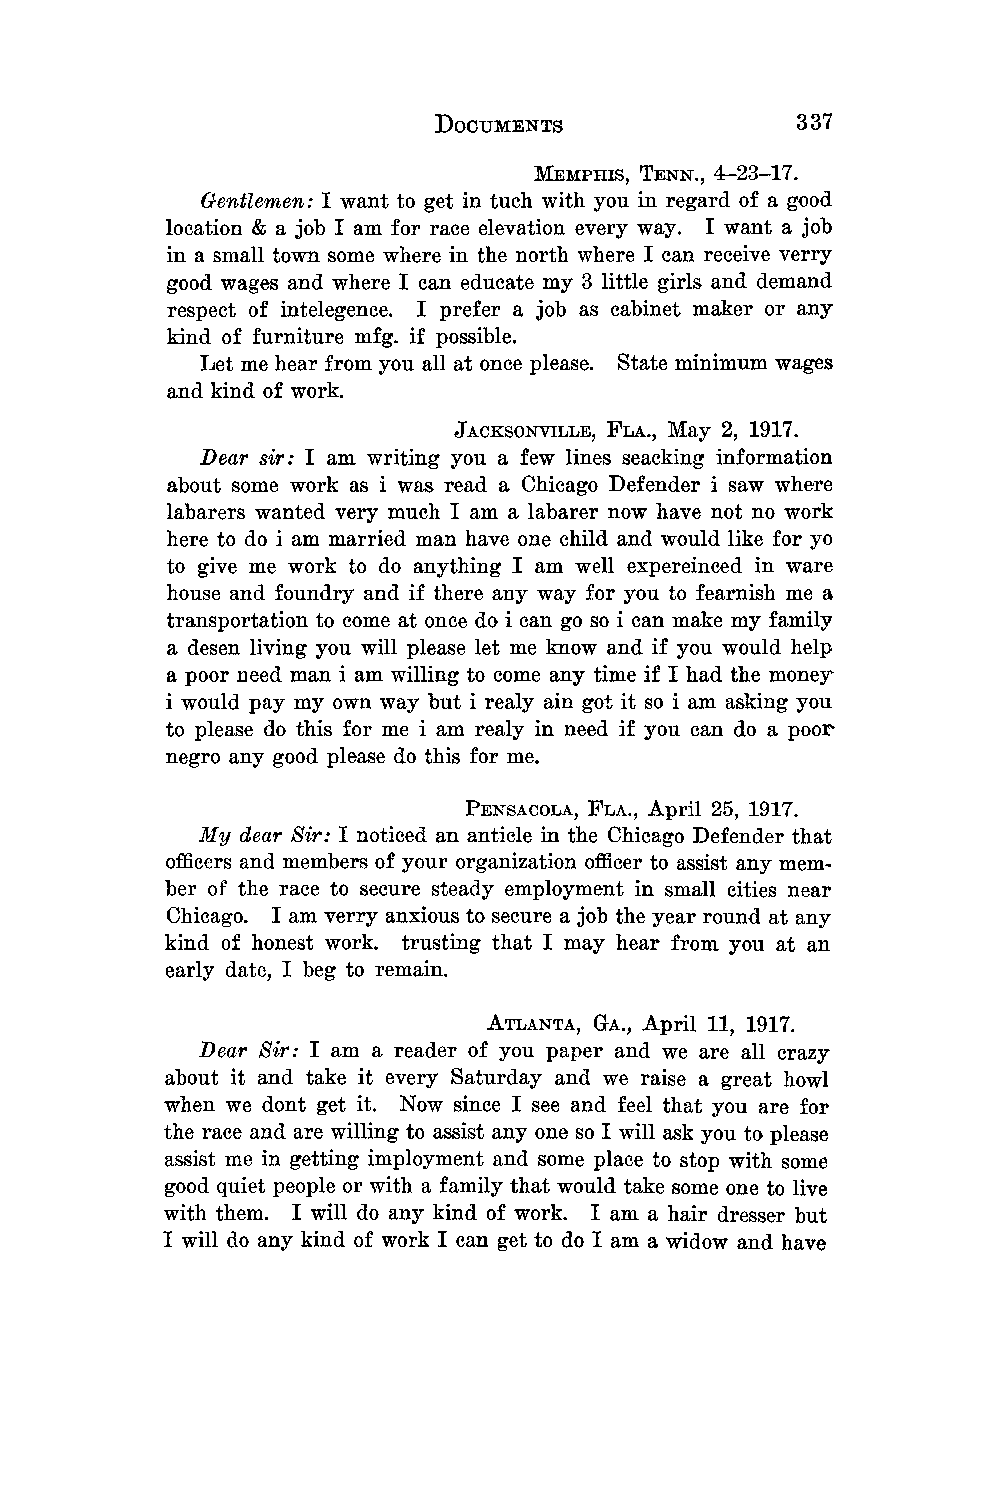 DOCUMENTS 337
MEMPHIS, TENN., 4–23–17.
Gentlemen: I want to get in tuch with you in regard of a good
location & a job I am for race elevation every way. I want a job
in a small town some where in the north where I can receive verry
good wages and where I can educate my 3 little girls and demand
respect of intelegence. I prefer a job as cabinet maker or any
kind of furniture mfg. if possible.
Let me hear from you all at once please. State minimum wages
and kind of work.
JACKSONVILLE, FLA., May 2, 1917.
Dear sir: I am writing you a few lines seacking information
about some work as i was read a Chicago Defender i saw where
labarers wanted very much I am a labarer now have not no work
here to do i am married man have one child and would like for yo
to give me work to do anything I am well expereinced in ware
house and foundry and if there any way for you to fearnish me a
transportation to come at once do i can go so i can make my family
a desen living you will please let me know and if you would help
a poor need man i am willing to come any time if I had the money
i would pay my own way but i realy ain got it so i am asking you
to please do this for me i am realy in need if you can do a poor
negro any good please do this for me.
PENSACOLA, FLA., April 25, 1917.
My dear Sir: I noticed an anticle in the Chicago Defender that
officers and members of your organization officer to assist any mem-
ber of the race to secure steady employment in small cities near
Chicago. I am verry anxious to secure a job the year round at any
kind of honest work. trusting that I may hear from you at an
early date, I beg to remain.
ATLANTA, GA., April 11, 1917.
Dear Sir: I am a reader of you paper and we are all crazy
about it and take it every Saturday and we raise a great howl
when we dont get it. Now since I see and feel that you are for
the race and are willing to assist any one so I will ask you to please
assist me in getting imployment and some place to stop with some
good quiet people or with a family that would take some one to live
with them. I will do any kind of work. I am a hair dresser but
I will do any kind of work I can get to do I am a widow and have